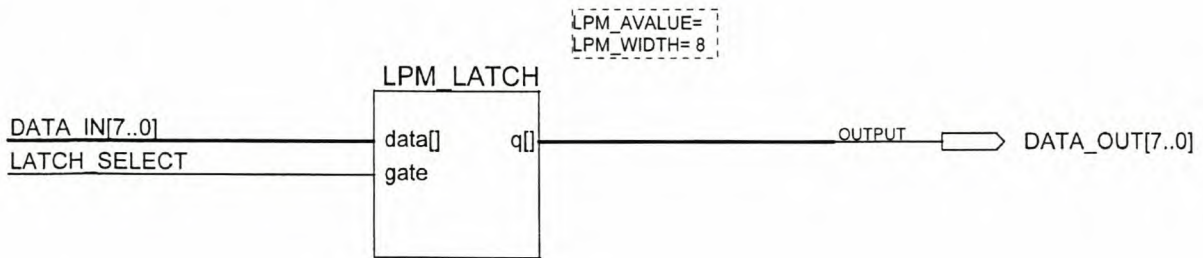 LPM_AVALUE=
LPM_WIDTH= 8
LPM_LATCH
DATA_IN[7..0]
data[]
q[]
OUTPUT
DATA_OUT[7..0]
LATCH_SELECT
gate